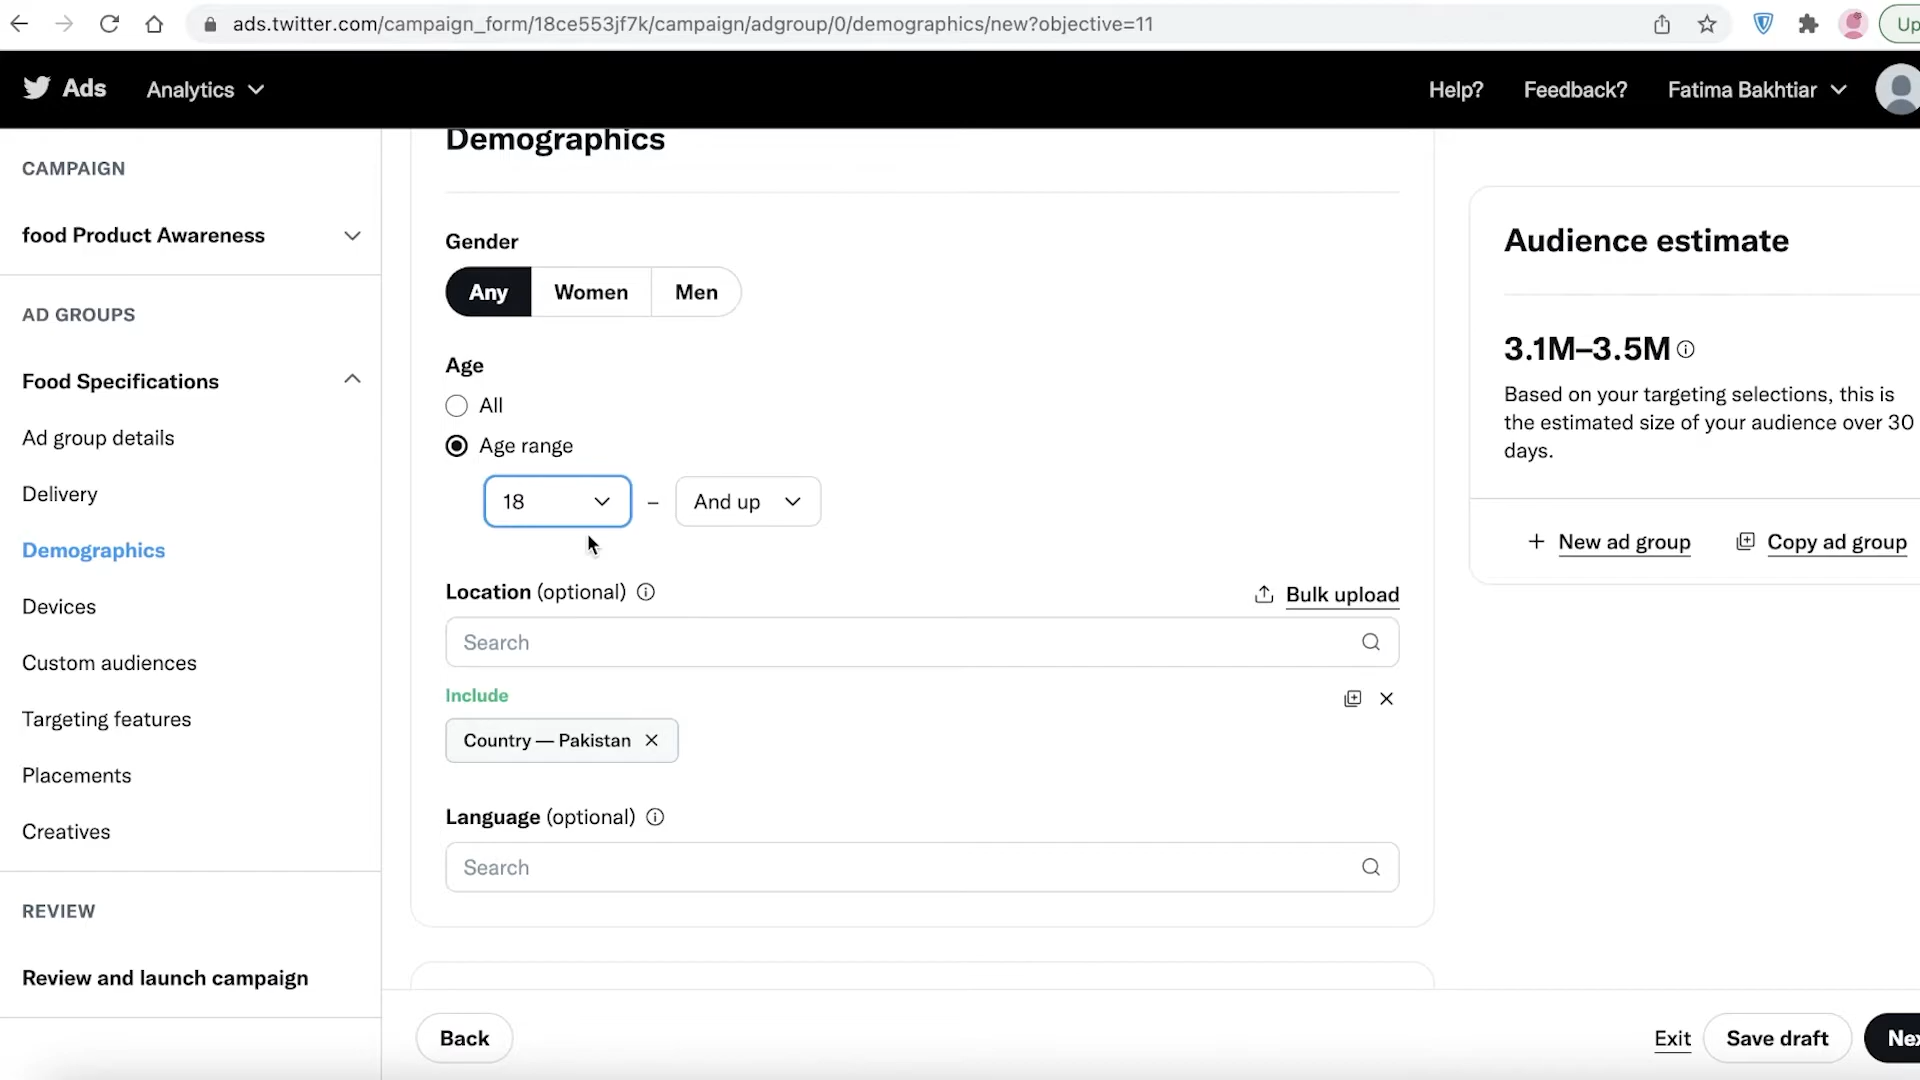 ads.twitter.com/campaign_form/18ce553jf7k/campaign/adgroup/0/demographics/new?objective=11
Up
Ads
Analytics
Help?
Feedback?
Fatima Bakhtiar
CAMPAIGN
food Product Awareness
AD GROUPS
Food Specifications
Ad group details
Delivery
Demographics
Devices
Custom audiences
Targeting features
Placements
Creatives
REVIEW
Review and launch campaign
Demographics
Gender
Any
Women
Men
Age
All
Age range
18
–
And up
Location (optional)
Bulk upload
Search
Include
Country — Pakistan
Language (optional)
Search
Audience estimate
3.1M–3.5M
Based on your targeting selections, this is
the estimated size of your audience over 30
days.
New ad group
Copy ad group
Back
Exit
Save draft
Nex